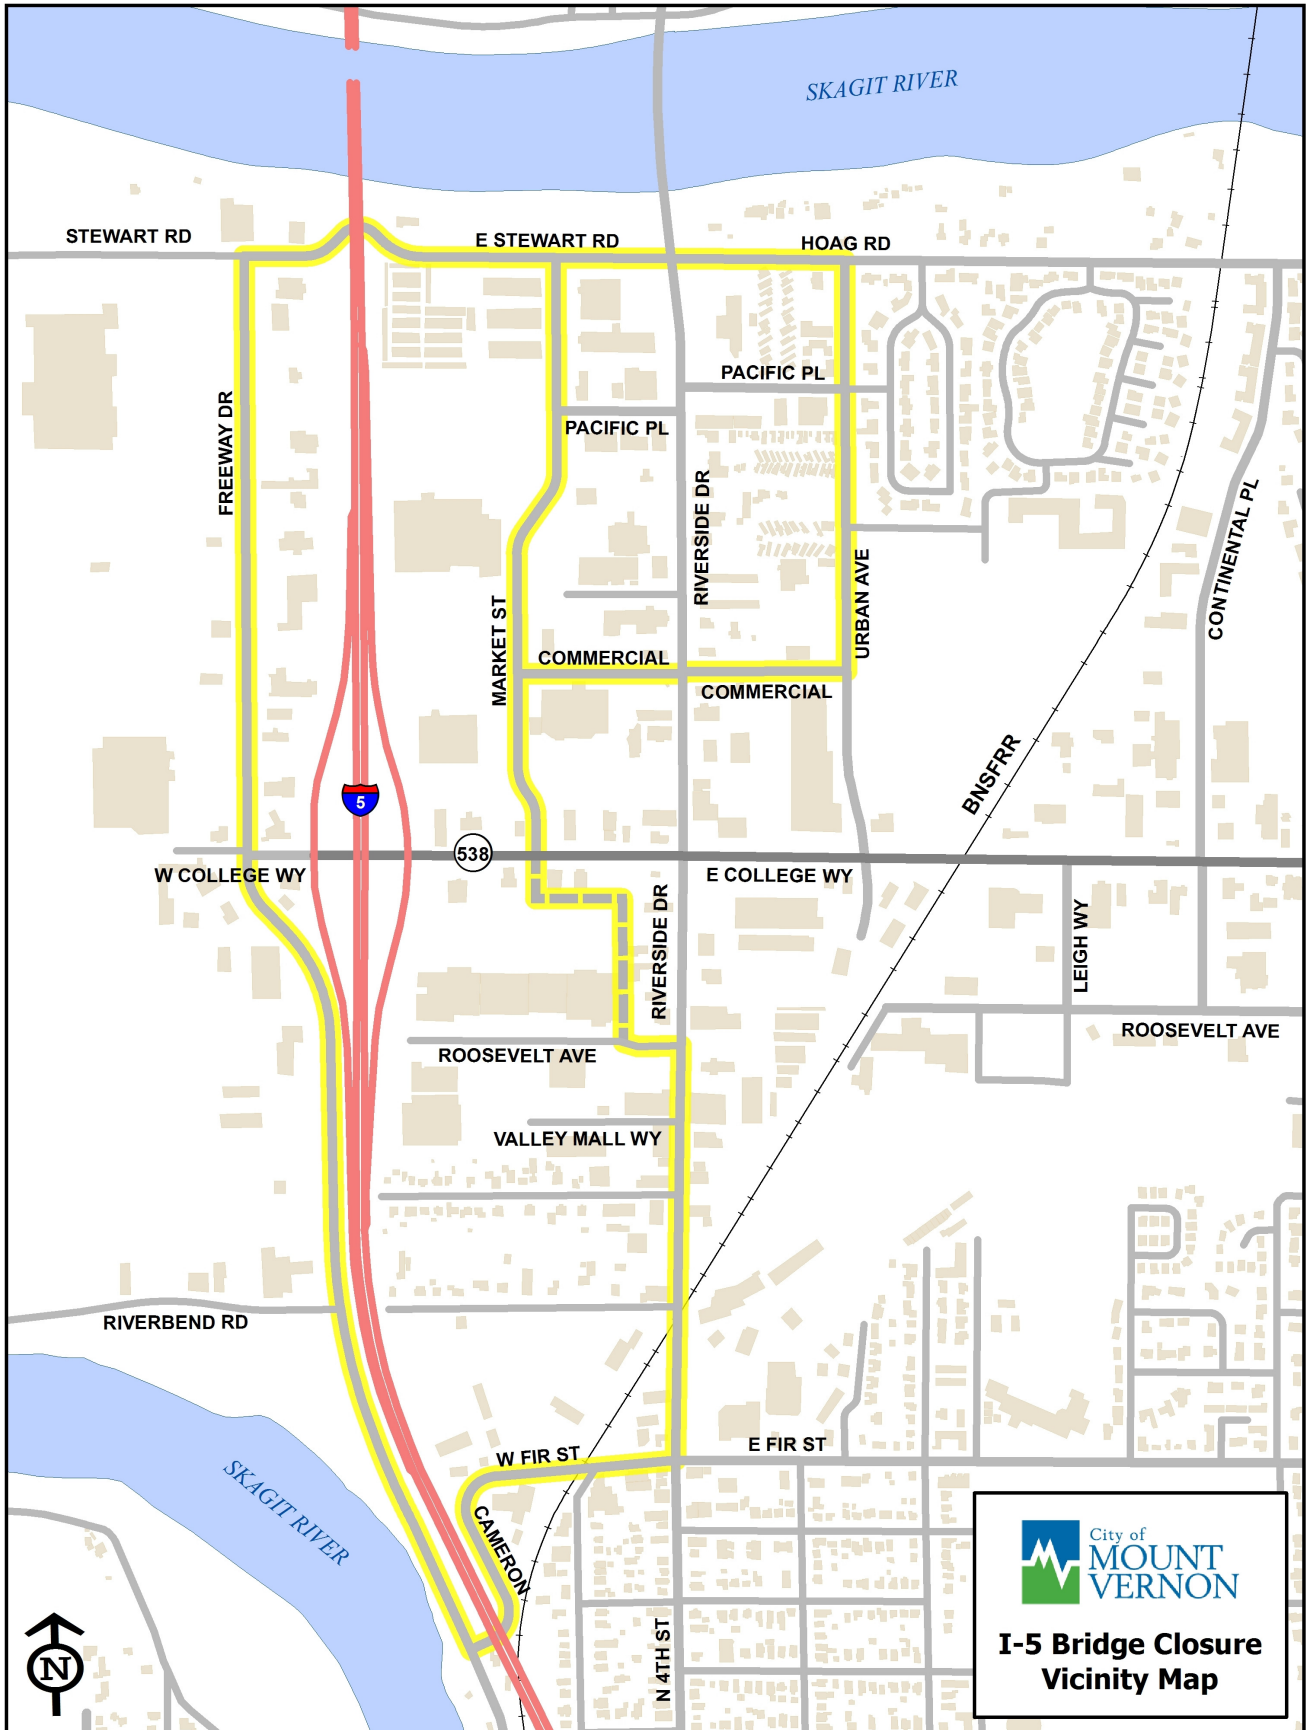 SKAGIT RIVER
STEWART RD
E STEWART RD
HOAG RD
PACIFIC PL
FREEWAY DR
PACIFIC PL
RIVERSIDE DR
CONTINENTAL PL
URBAN AVE
MARKET ST
COMMERCIAL
COMMERCIAL
BNSFRR
5
538
W COLLEGE WY
E COLLEGE WY
RIVERSIDE DR
LEIGH WY
ROOSEVELT AVE
ROOSEVELT AVE
VALLEY MALL WY
RIVERBEND RD
E FIR ST
W FIR ST
SKAGIT RIVER
CAMERON
N 4TH ST
N
City of
MOUNT
VERNON
I-5 Bridge Closure
Vicinity Map